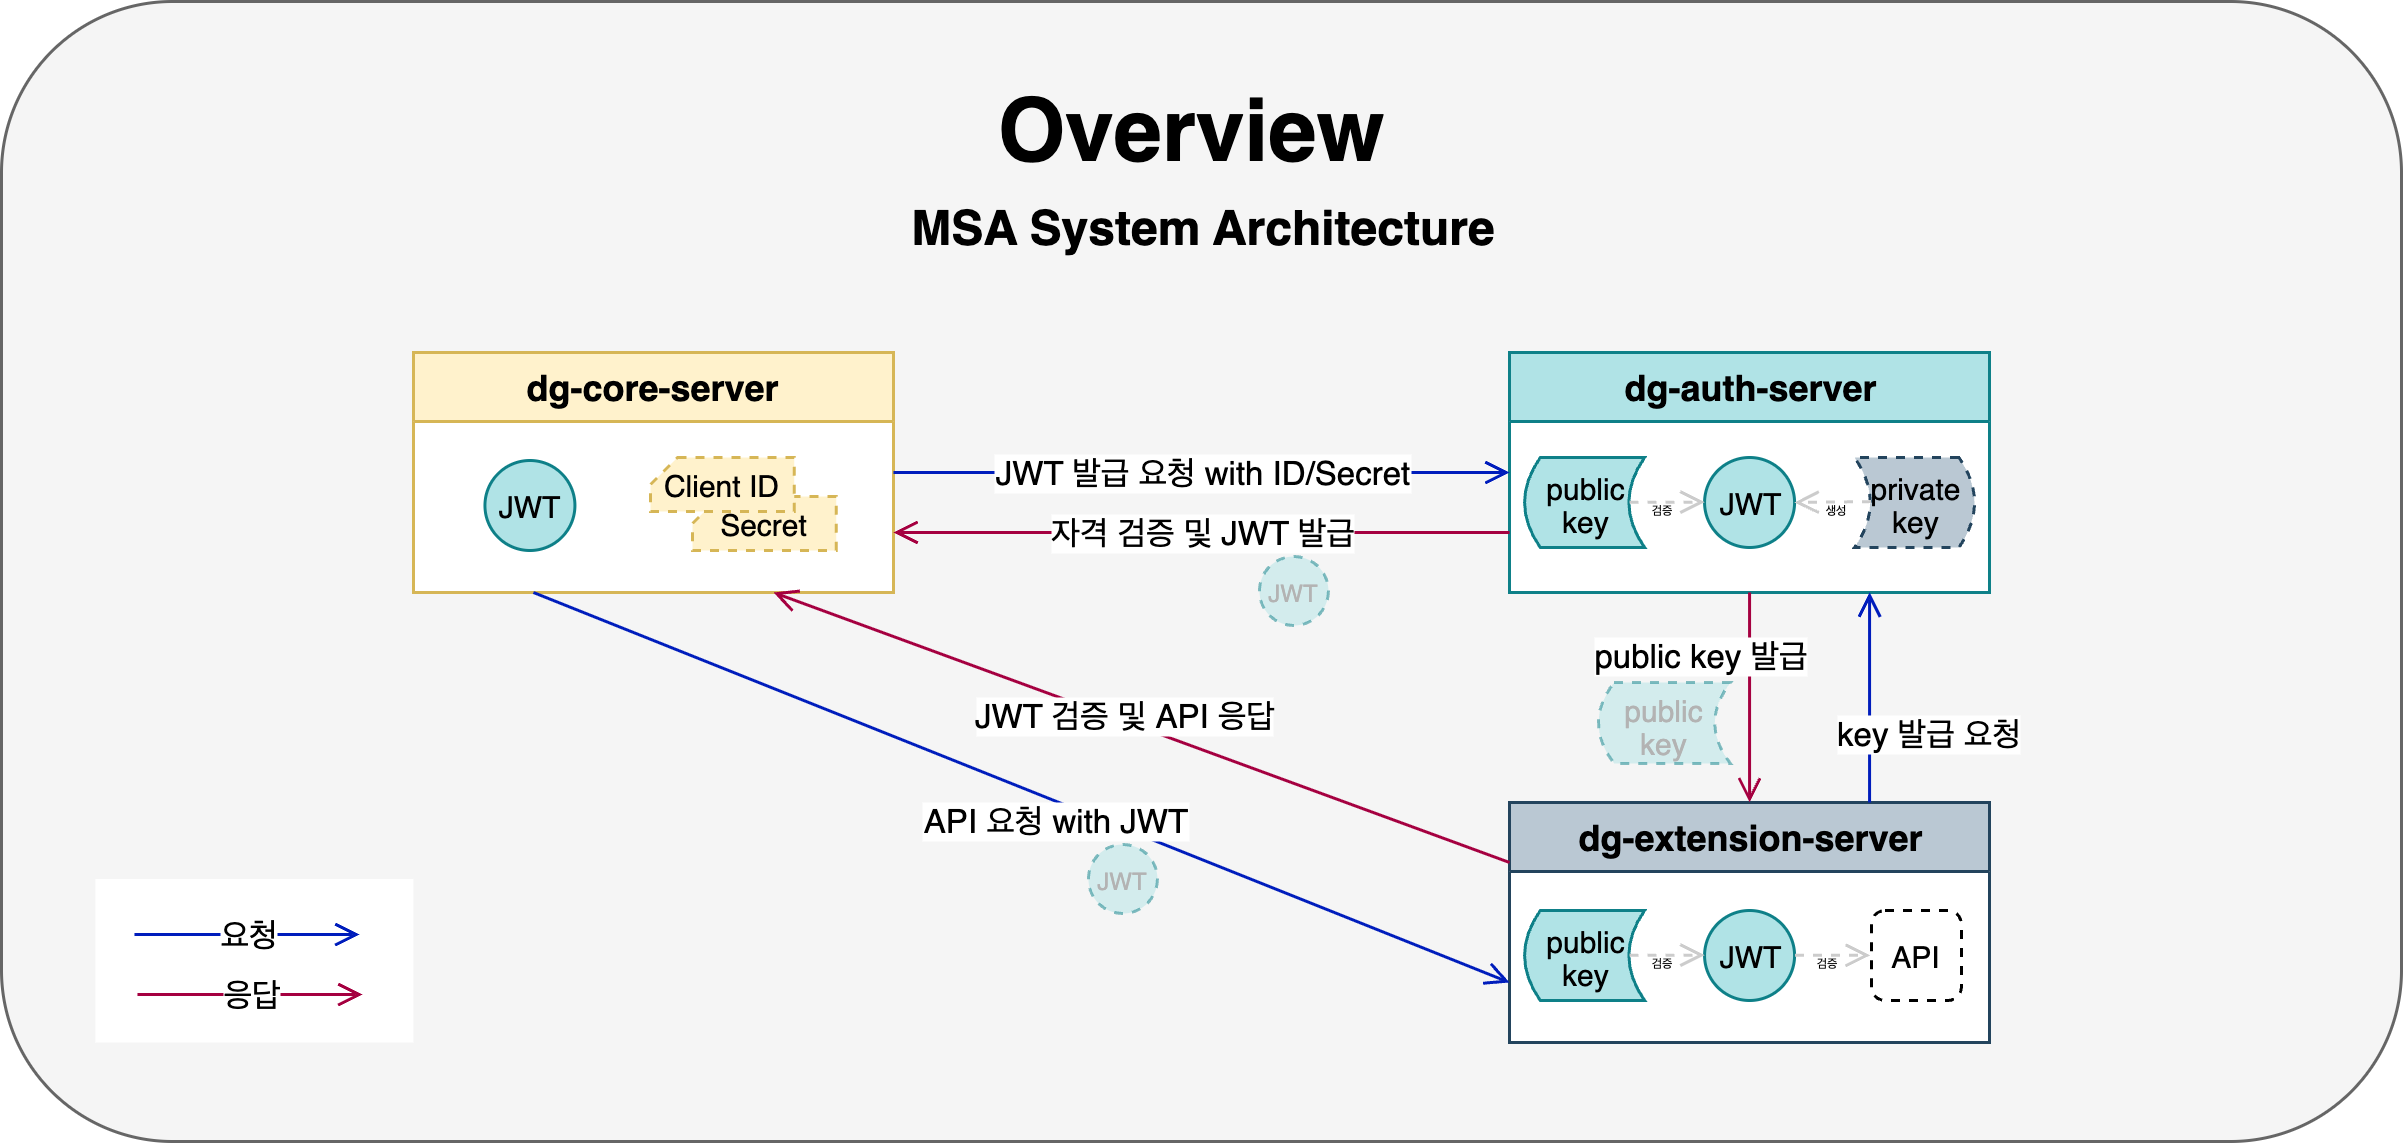 Overview
MSA System Architecture
dg-core-server
JWT
Client ID
Secret
JWT 발급 요청 with ID/Secret
자격 검증 및 JWT 발급
JWT
dg-auth-server
public
key
검증
JWT
생성
private
key
public key 발급
public
key
key 발급 요청
JWT 검증 및 API 응답
API 요청 with JWT
JWT
dg-extension-server
public
key
검증
JWT
검증
API
요청
응답